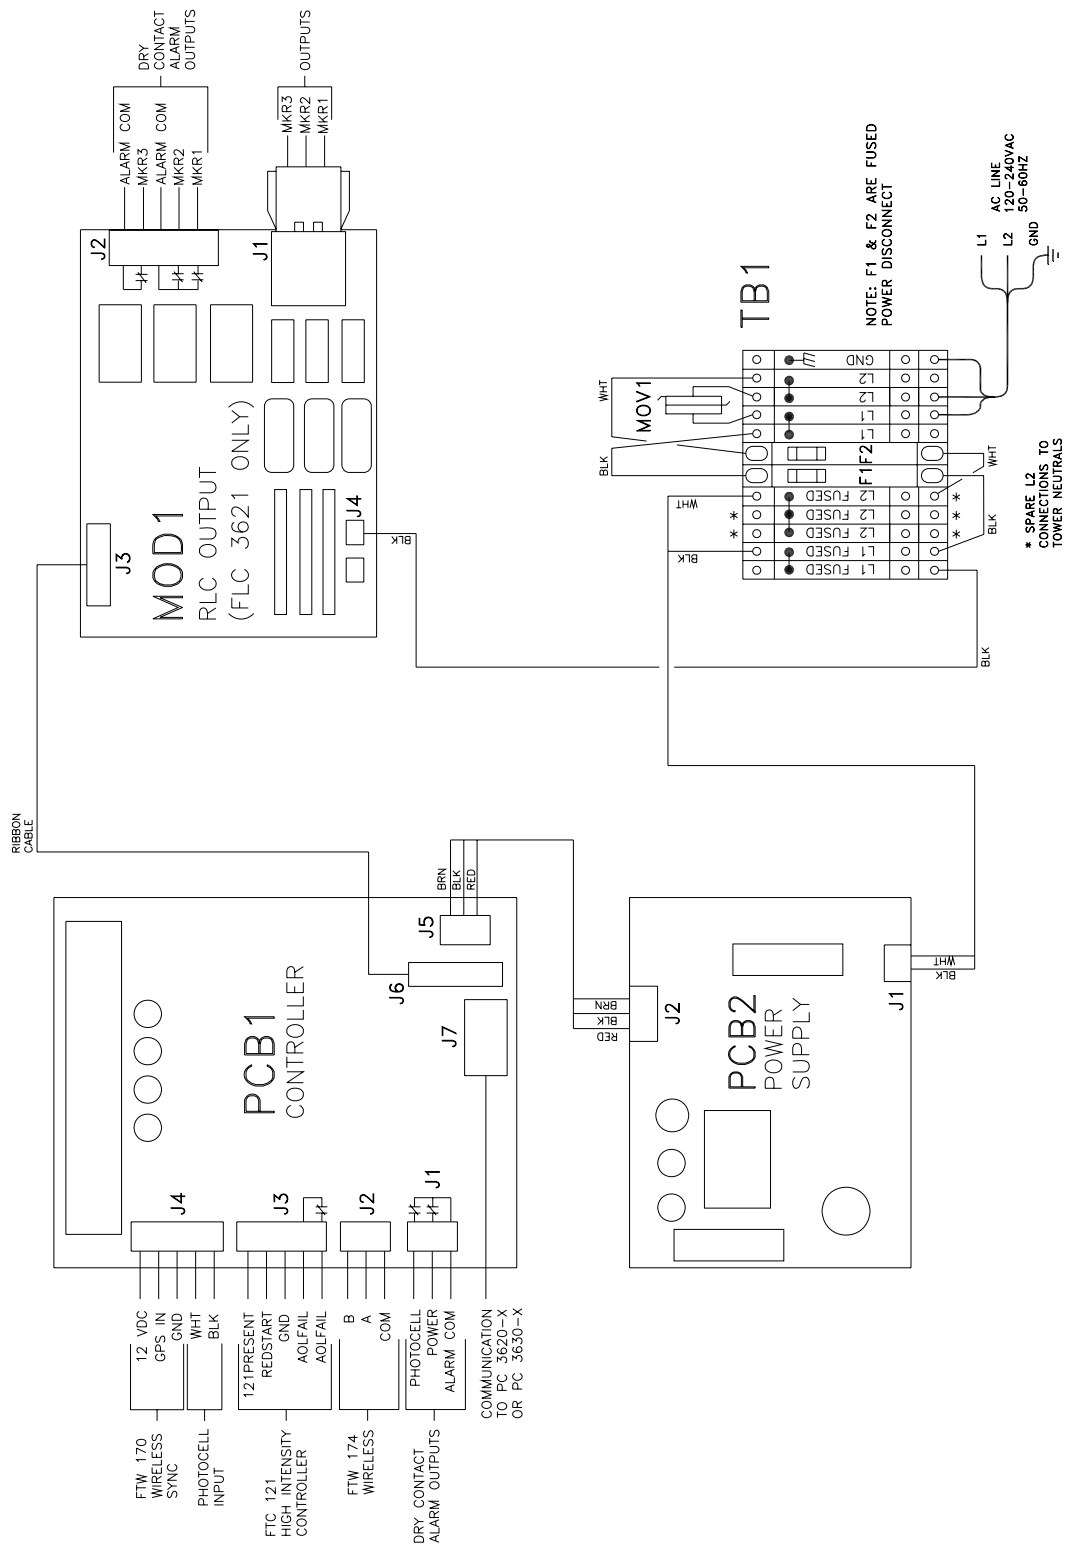 DRY
CONTACT
ALARM
OUTPUTS
ALARM COM
MKR3
ALARM COM
MKR2
MKR1
OUTPUTS
MKR3
MKR2
MKR1
J2
J1
J3
MOD1
RLC OUTPUT
(FLC 3621 ONLY)
J4
BLK
RIBBON
CABLE
NOTE: F1 & F2 ARE FUSED
POWER DISCONNECT
AC LINE
120-240VAC
50-60HZ
L1
L2
GND
TB1
WHT
MOV1
BLK
GND
L2
L2
L1
L1
F2
F1
L2 FUSED
L2 FUSED
L2 FUSED
L1 FUSED
L1 FUSED
WHT
BLK
*
*
*
*
*
WHT
BLK
BLK
* SPARE L2
CONNECTIONS TO
TOWER NEUTRALS
PCB1
CONTROLLER
J5
BRN
BLK
RED
J6
J7
J4
J3
J2
J1
12 VDC
GPS IN
GND
WHT
BLK
FTW 170
WIRELESS
SYNC
PHOTOCELL
INPUT
121PRESENT
REDSTART
GND
AOLFAIL
AOLFAIL
FTC 121
HIGH INTENSITY
CONTROLLER
B
A
COM
FTW 174
WIRELESS
PHOTOCELL
POWER
ALARM COM
DRY CONTACT
ALARM OUTPUTS
COMMUNICATION
TO PC 3620-X
OR PC 3630-X
BRN
BLK
RED
J2
PCB2
POWER
SUPPLY
J1
WHT
BLK